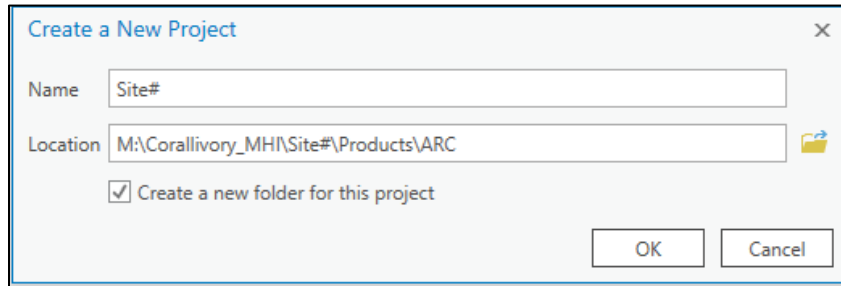 Create a New Project
Name Site#
Location M:\Corallivory_MHI\Site#\Products\ARC
Create a new folder for this project
OK Cancel